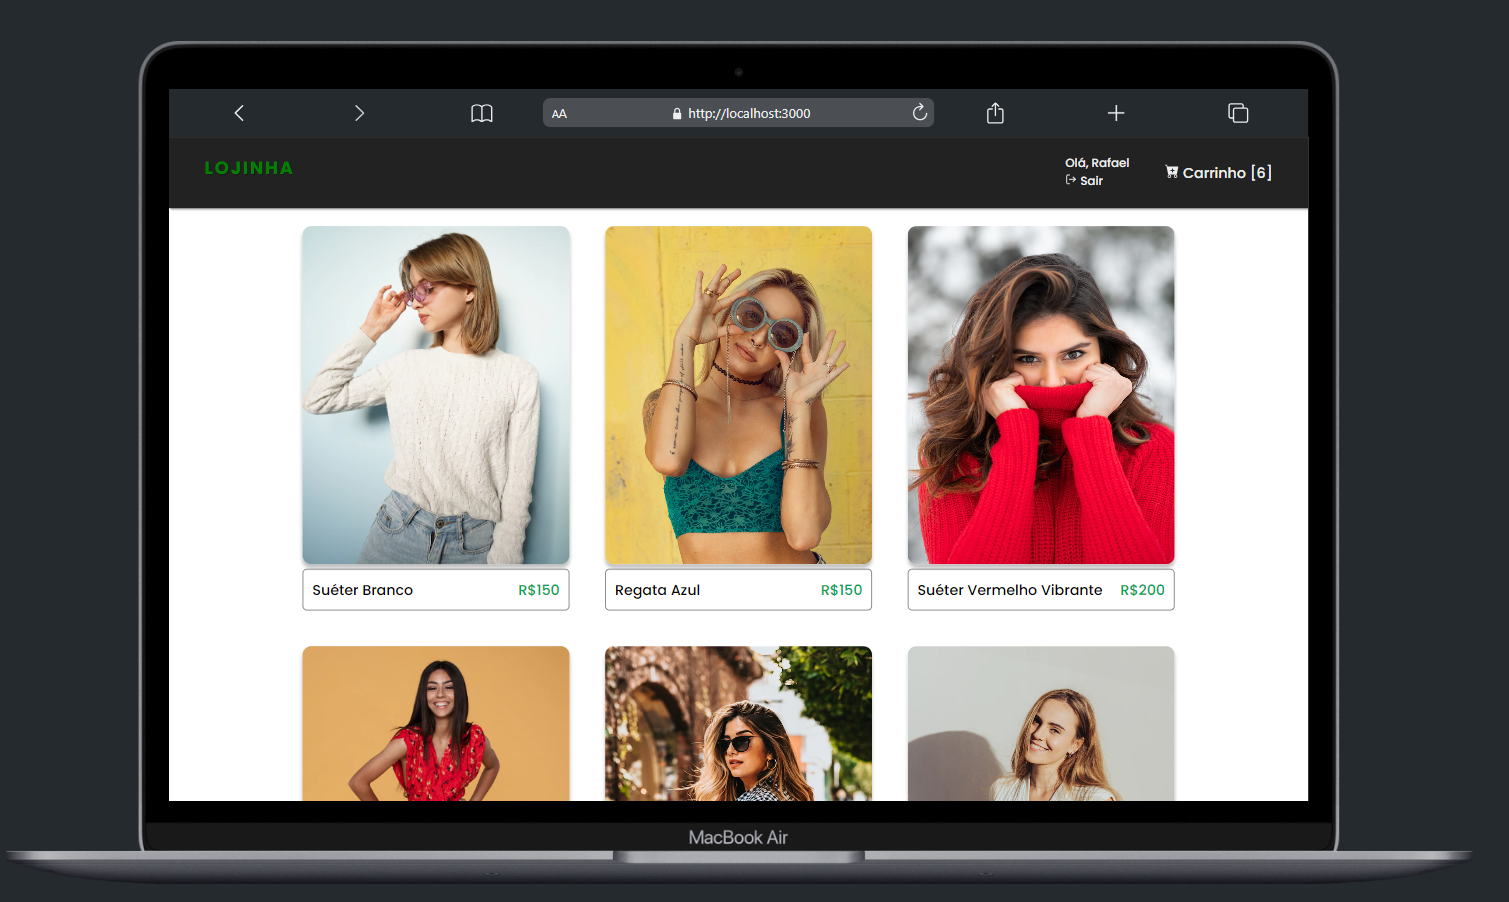 AA
http://localhost:3000
LOJINHA
Olá, Rafael
Sair
Carrinho [6]
Suéter Branco R$150
Regata Azul R$150
Suéter Vermelho Vibrante R$200
MacBook Air